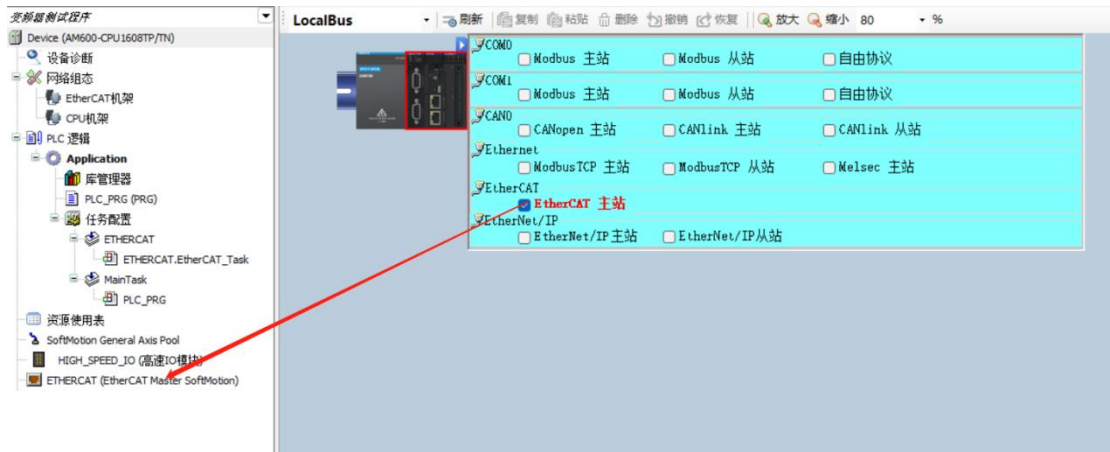 变频器测试程序
Device (AM600-CPU1608TP/TN)
设备诊断
网络组态
EtherCAT机架
CPU机架
PLC 逻辑
Application
库管理器
PLC_PRG (PRG)
任务配置
ETHERCAT
ETHERCAT.EtherCAT_Task
MainTask
PLC_PRG
资源使用表
SoftMotion General Axis Pool
HIGH_SPEED_IO (高速IO模块)
ETHERCAT (EtherCAT Master SoftMotion)
LocalBus 刷新 复制 粘贴 删除 撤销 恢复 放大 缩小 80 %
COM0
Modbus 主站 Modbus 从站 自由协议
COM1
Modbus 主站 Modbus 从站 自由协议
CAN0
CANopen 主站 CANlink 主站 CANlink 从站
Ethernet
ModbusTCP 主站 ModbusTCP 从站 Melsec 主站
EtherCAT
EtherCAT 主站
EtherNet/IP
EtherNet/IP主站 EtherNet/IP从站